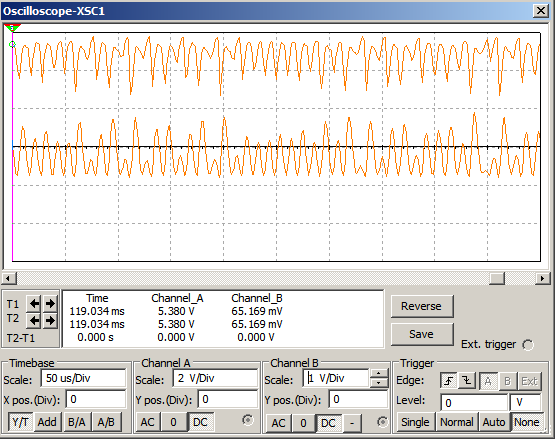 Oscilloscope-XSC1
T1
T2
T2-T1
Time Channel_A Channel_B
119.034 ms 5.380 V 65.169 mV
119.034 ms 5.380 V 65.169 mV
0.000 s 0.000 V 0.000 V
Reverse
Save
Ext. trigger
Timebase
Scale: 50 us/Div
X pos.(Div): 0
Y/T Add B/A A/B
Channel A
Scale: 2 V/Div
Y pos.(Div): 0
AC 0 DC
Channel B
Scale: 1 V/Div
Y pos.(Div): 0
AC 0 DC -
Trigger
Edge: A B Ext
Level: 0 V
Single Normal Auto None